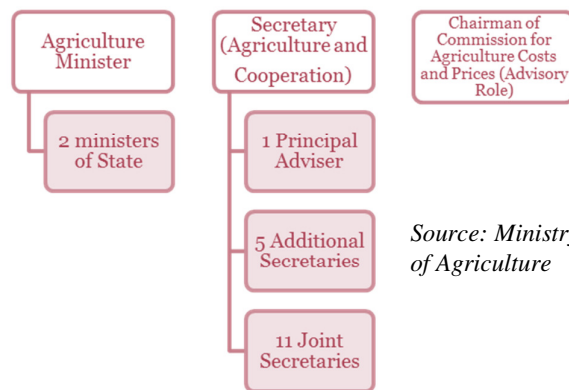 Agriculture
Minister
2 ministers
of State
Secretary
(Agriculture and
Cooperation)
1 Principal
Adviser
5 Additional
Secretaries
11 Joint
Secretaries
Chairman of
Commission for
Agriculture Costs
and Prices (Advisory
Role)
Source: Ministry
of Agriculture